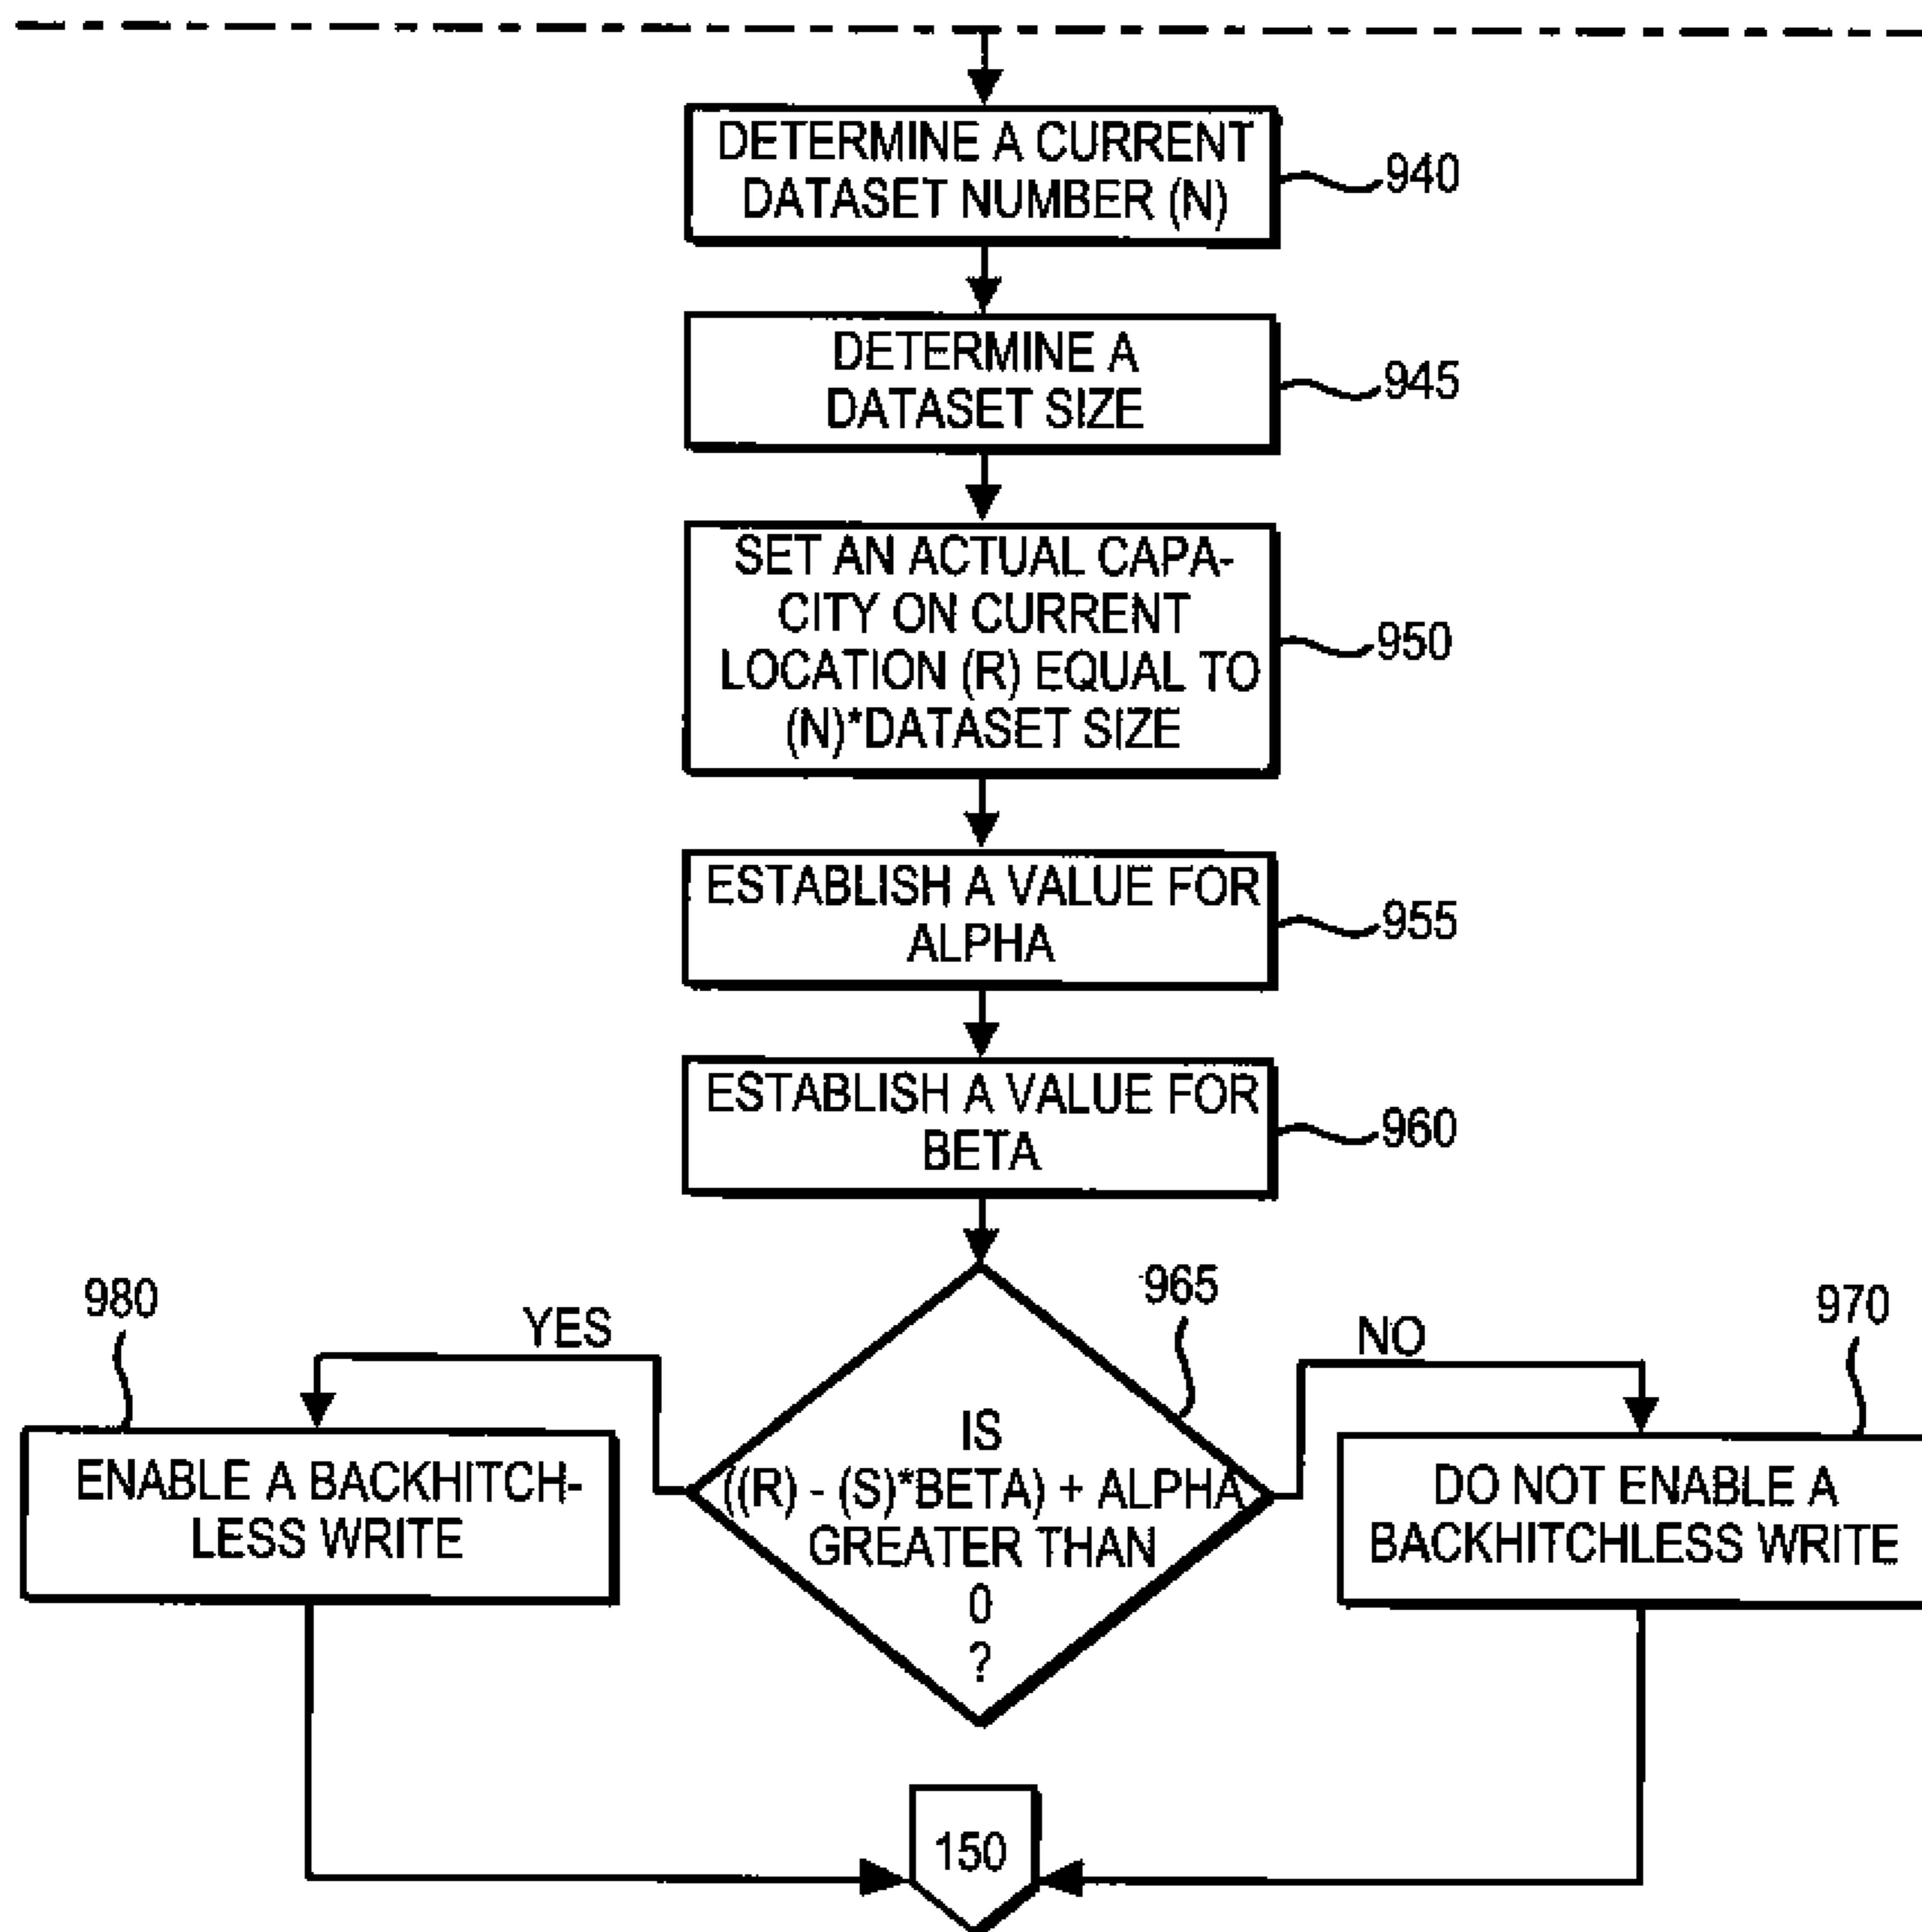 DETERMINE A CURRENT
DATASET NUMBER (N)
940
DETERMINE A
DATASET SIZE
945
SET AN ACTUAL CAPA-
CITY ON CURRENT
LOCATION (R) EQUAL TO
(N)*DATASET SIZE
950
ESTABLISH A VALUE FOR
ALPHA
955
ESTABLISH A VALUE FOR
BETA
960
980
YES
965
NO
970
ENABLE A BACKHITCH-
LESS WRITE
IS
((R) - (S)*BETA) + ALPHA
GREATER THAN
0
?
DO NOT ENABLE A
BACKHITCHLESS WRITE
150